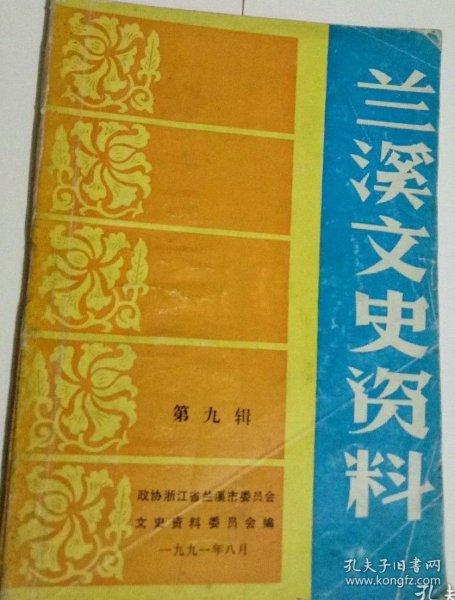 兰溪文史资料
第九辑
政协浙江省兰溪市委员会
文史资料委员会编
一九九一年八月
孔夫子旧书网
www.kongfz.com
孔夫